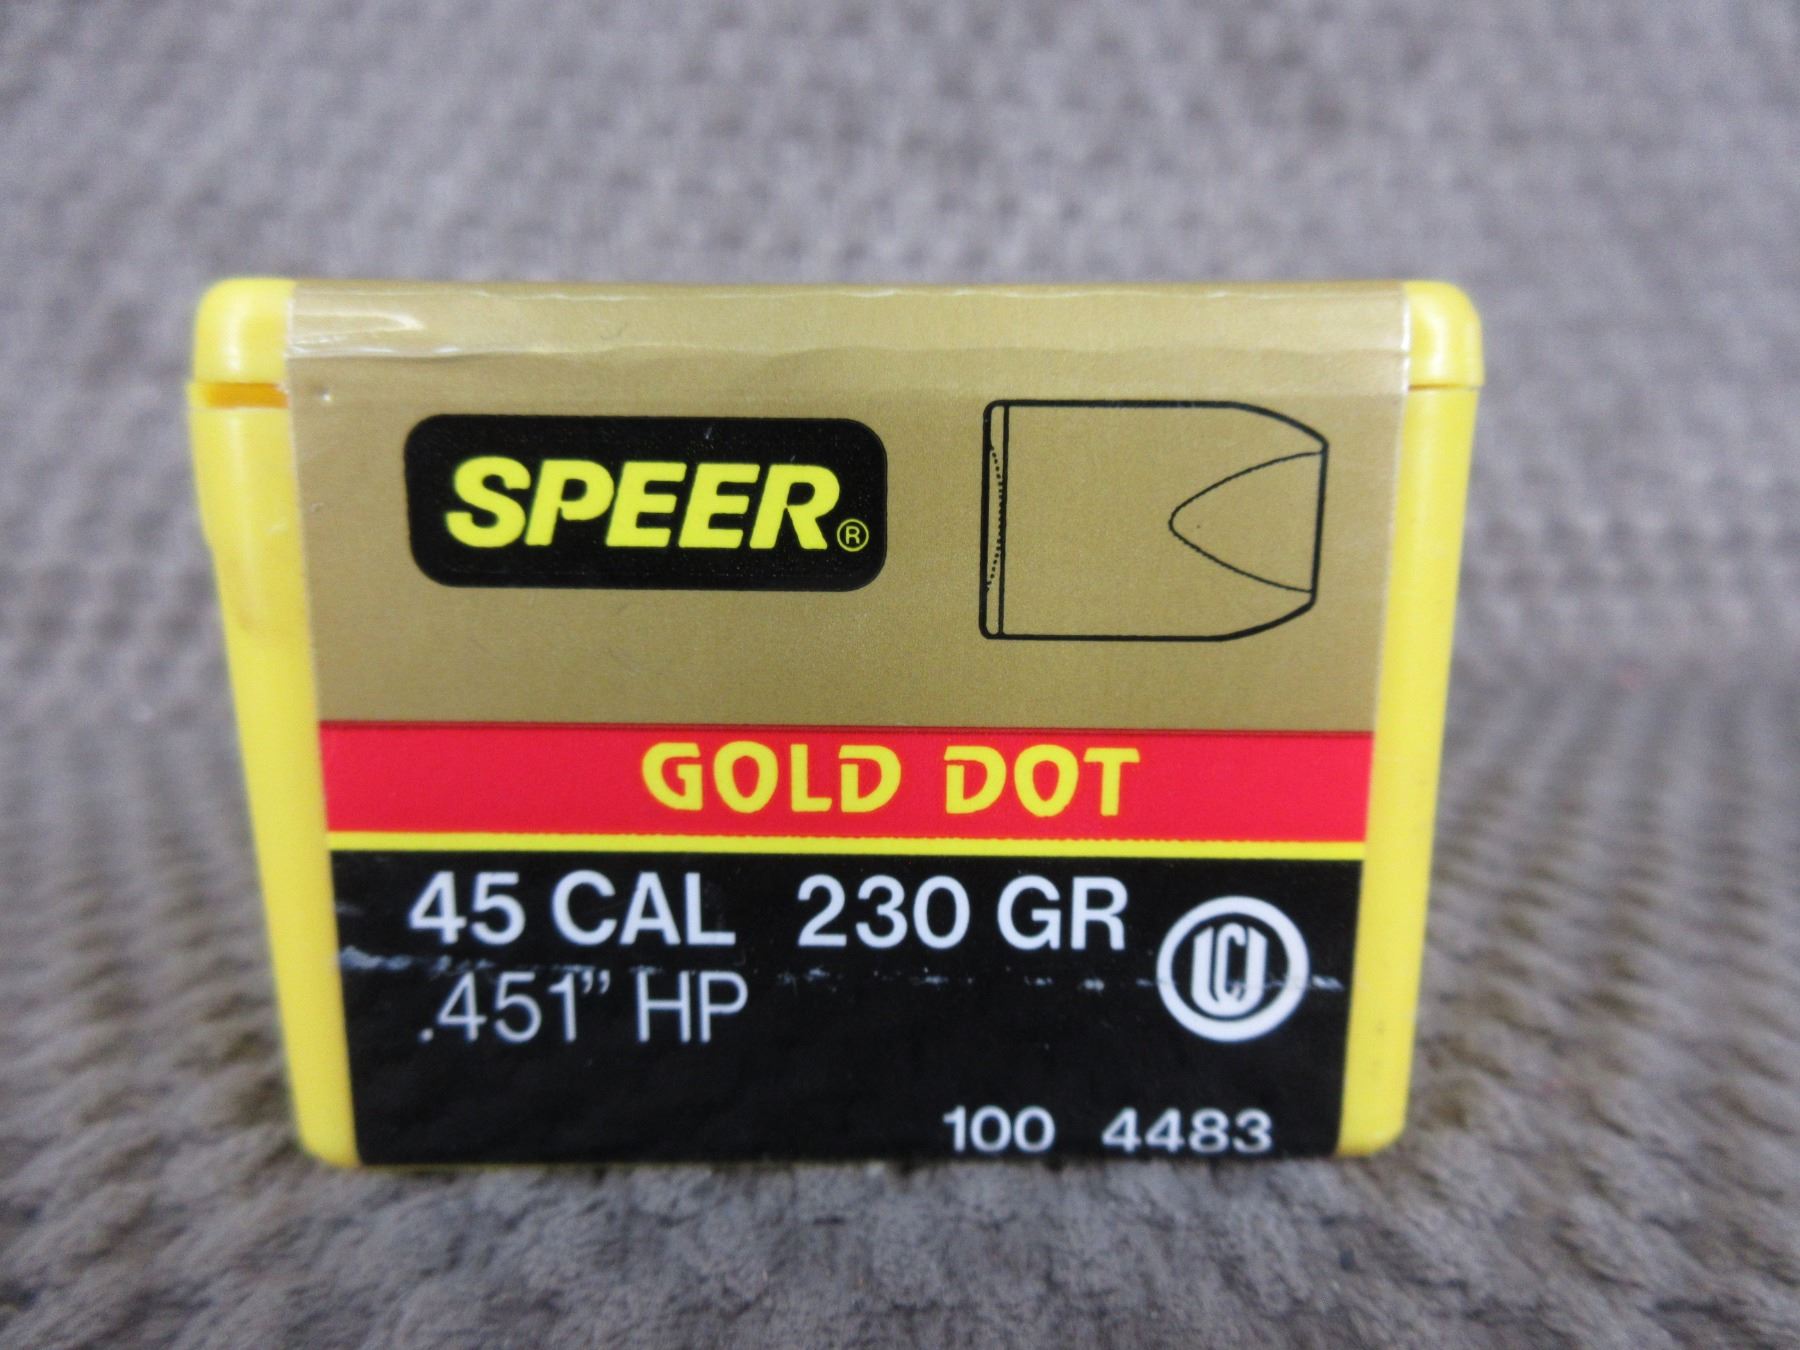 SPEER®
GOLD DOT
45 CAL 230 GR
.451” HP
100 4483